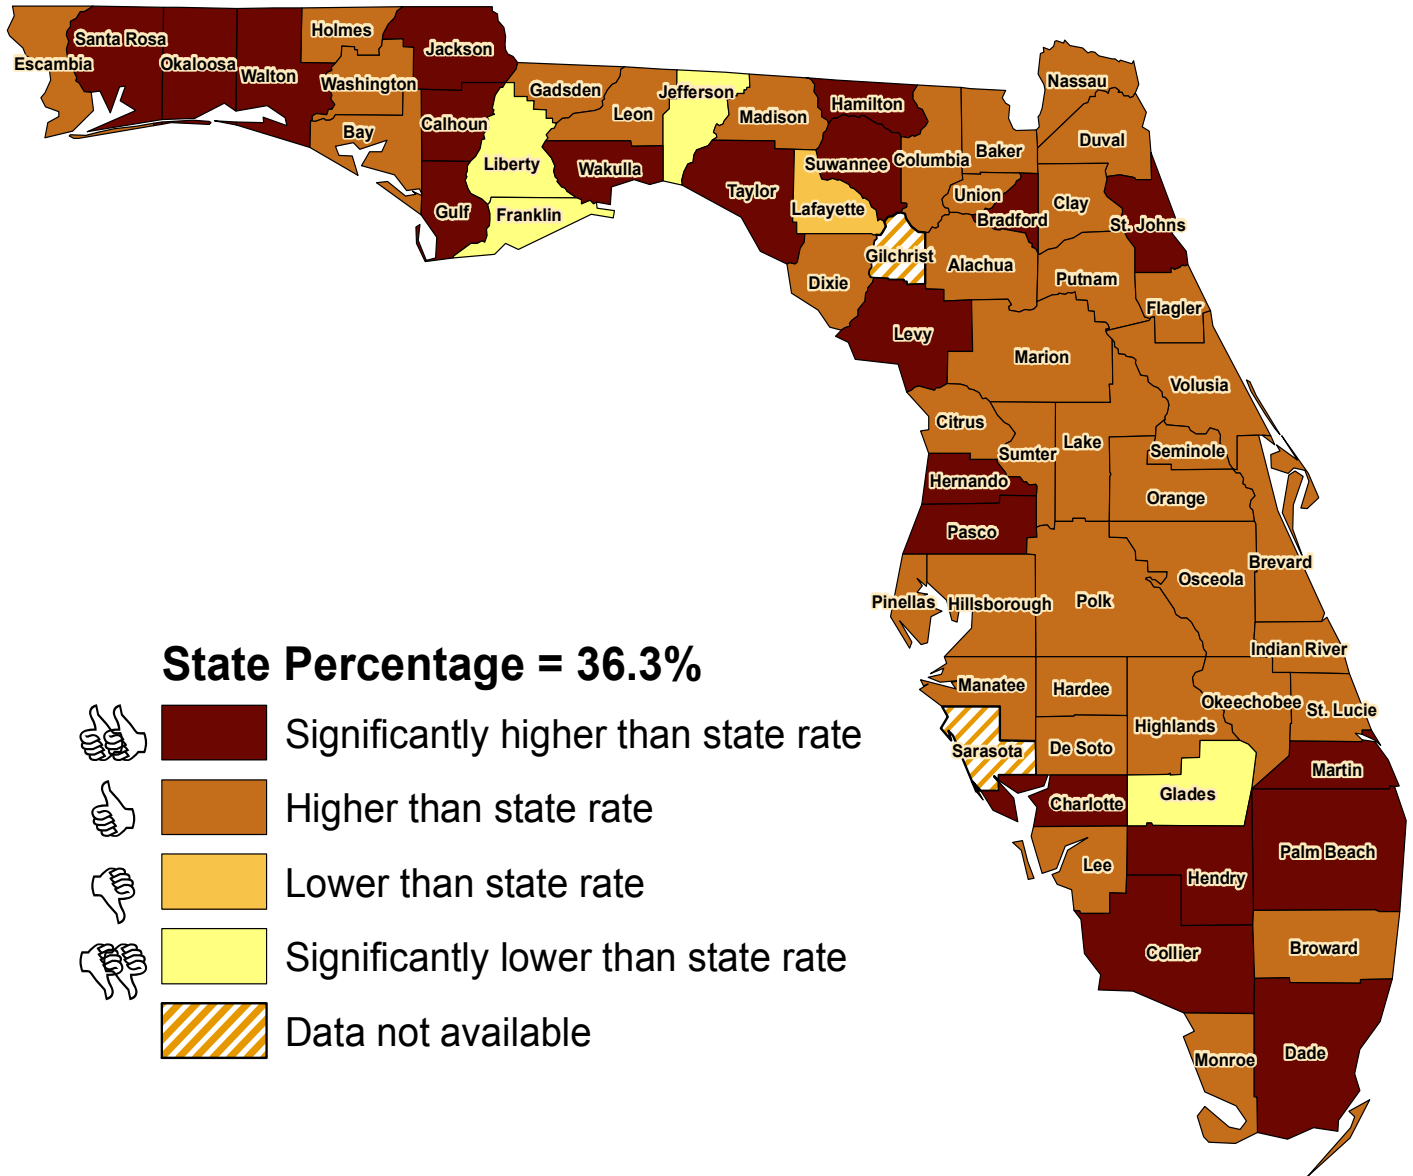 Holmes
Santa Rosa
Jackson
Escambia
Okaloosa
Walton
Washington
Gadsden
Jefferson
Nassau
Leon
Madison
Hamilton
Calhoun
Bay
Duval
Baker
Liberty
Wakulla
Suwannee
Columbia
Taylor
Union
Clay
Lafayette
Gulf
Franklin
Bradford
St. Johns
Gilchrist
Alachua
Dixie
Putnam
Flagler
Levy
Marion
Volusia
Citrus
Lake
Sumter
Seminole
Hernando
Orange
Pasco
Brevard
Osceola
Pinellas
Hillsborough
Polk
Indian River
State Percentage = 36.3%
Manatee
Hardee
Okeechobee
St. Lucie
Highlands
Significantly higher than state rate
Sarasota
De Soto
Martin
Glades
Charlotte
Higher than state rate
Palm Beach
Lee
Hendry
Lower than state rate
Broward
Collier
Significantly lower than state rate
Data not available
Dade
Monroe